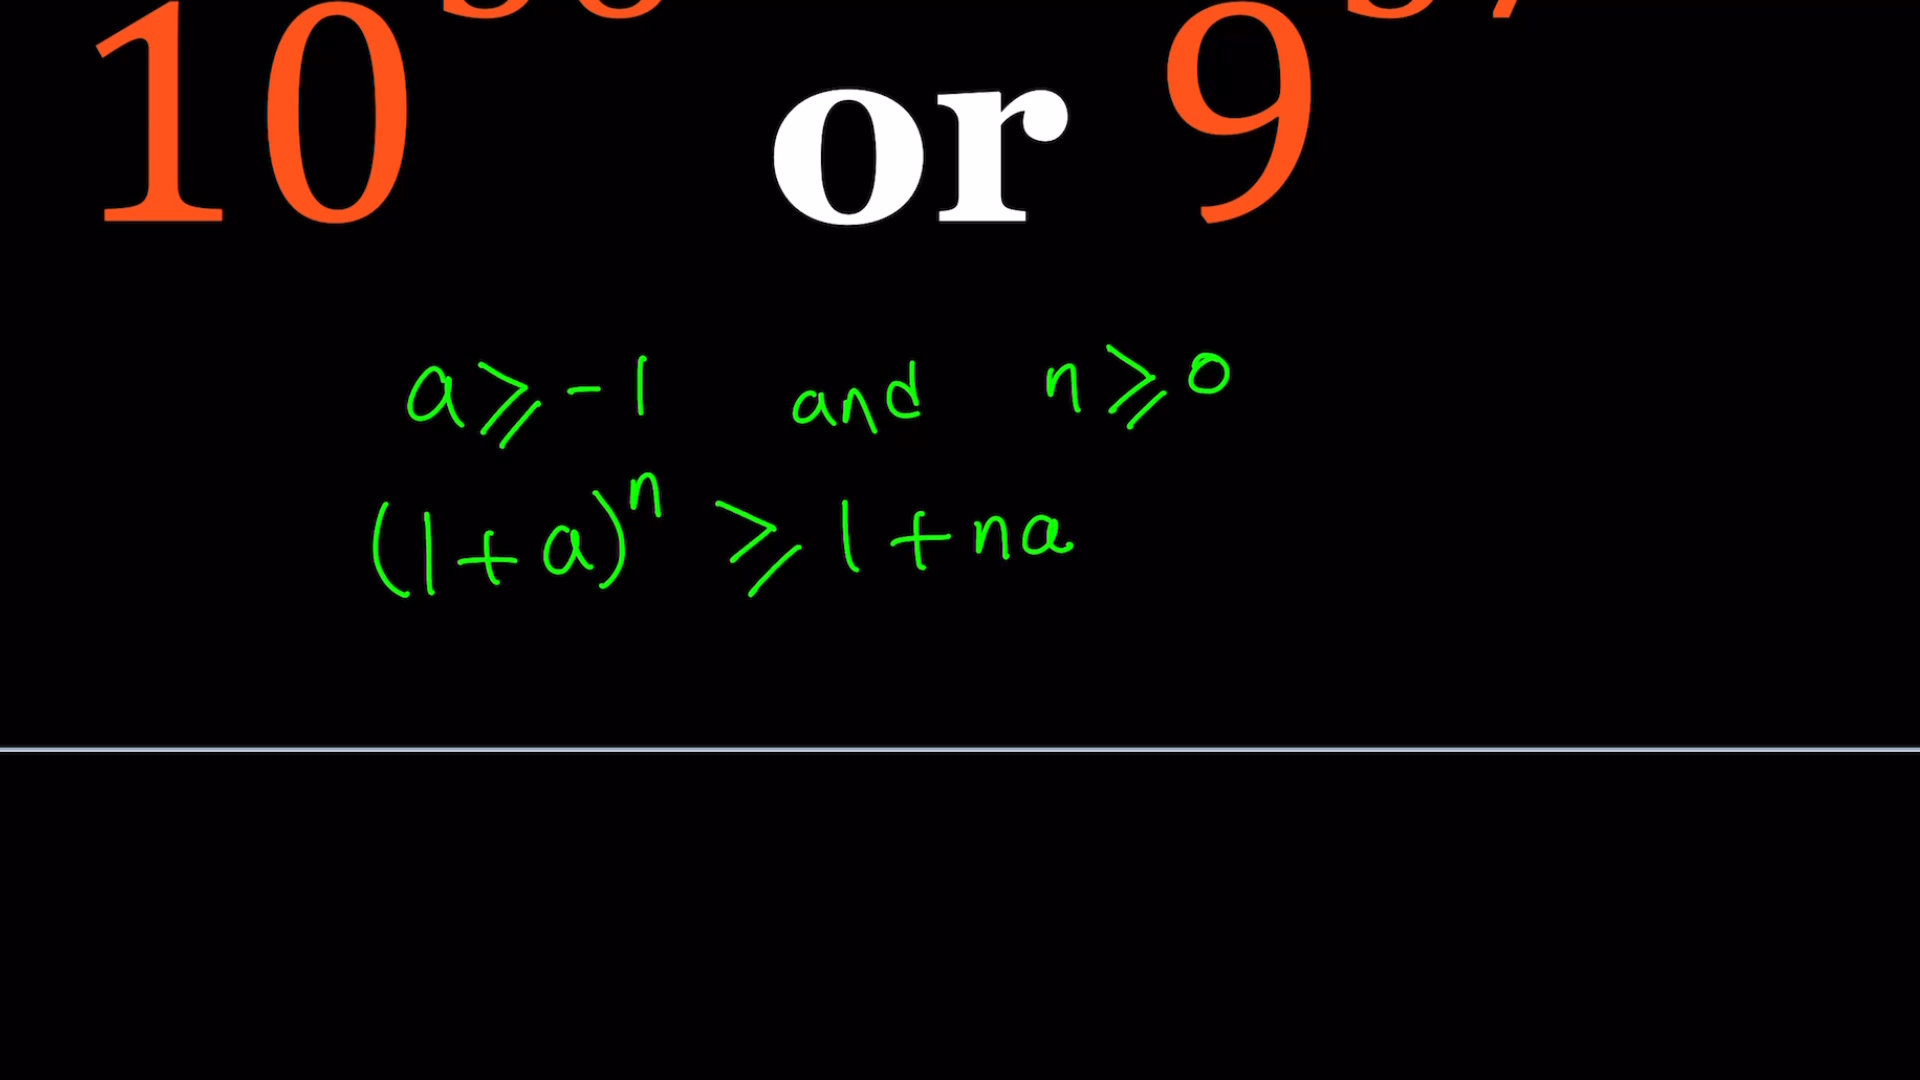 10 or 9
a ≥ -1 and n ≥ 0
(1+a)ⁿ ≥ 1+na